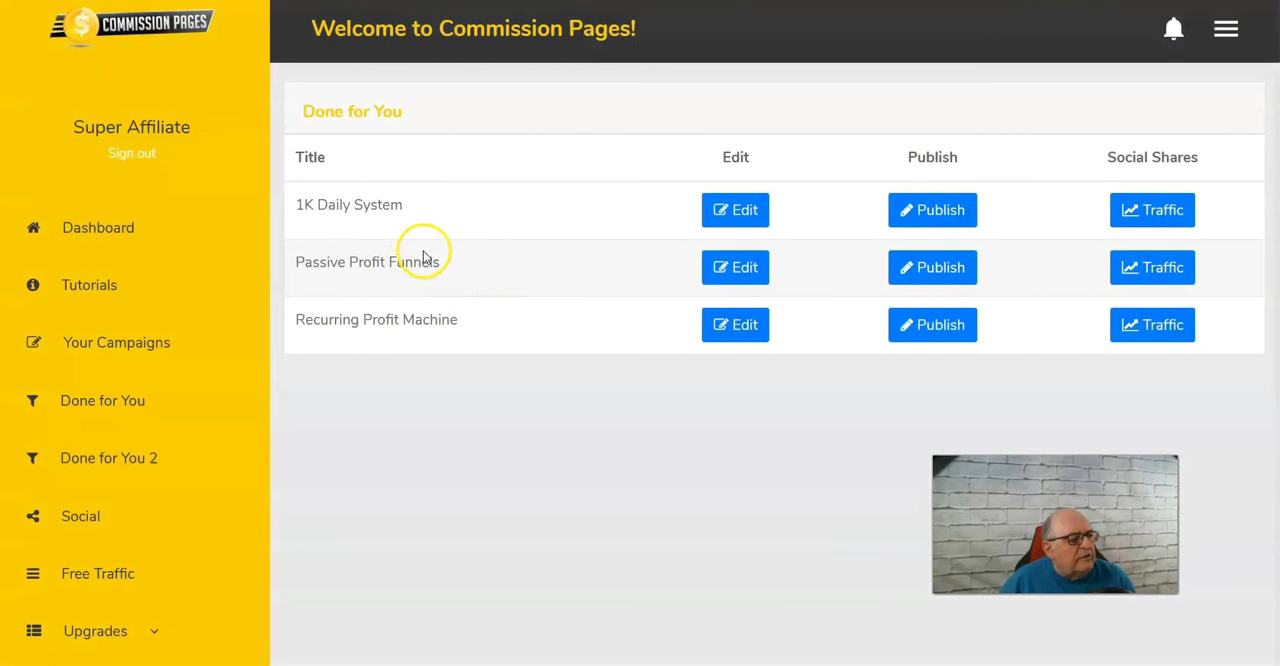 COMMISSION PAGES
Welcome to Commission Pages!
Super Affiliate
Sign out
Dashboard
Tutorials
Your Campaigns
Done for You
Done for You 2
Social
Free Traffic
Upgrades
Done for You
Title Edit Publish Social Shares
1K Daily System Edit Publish Traffic
Passive Profit Funnels Edit Publish Traffic
Recurring Profit Machine Edit Publish Traffic